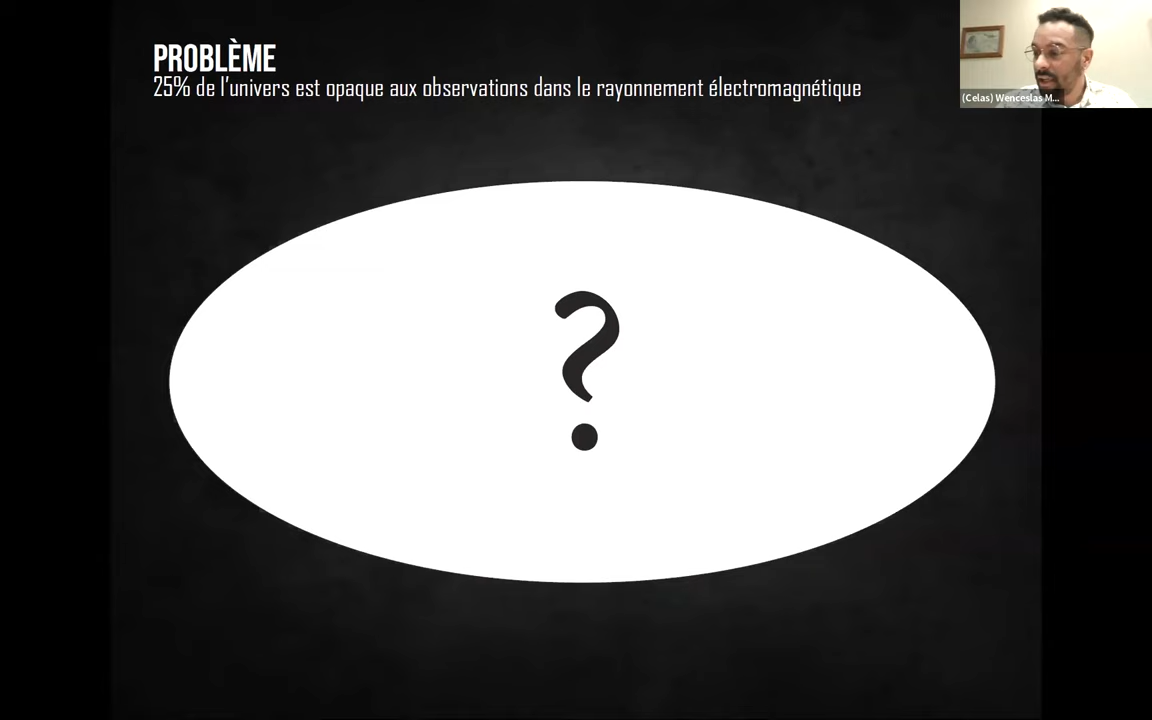 PROBLÈME
25% de l'univers est opaque aux observations dans le rayonnement électromagnétique
(Celas) Wenceslas M...
?